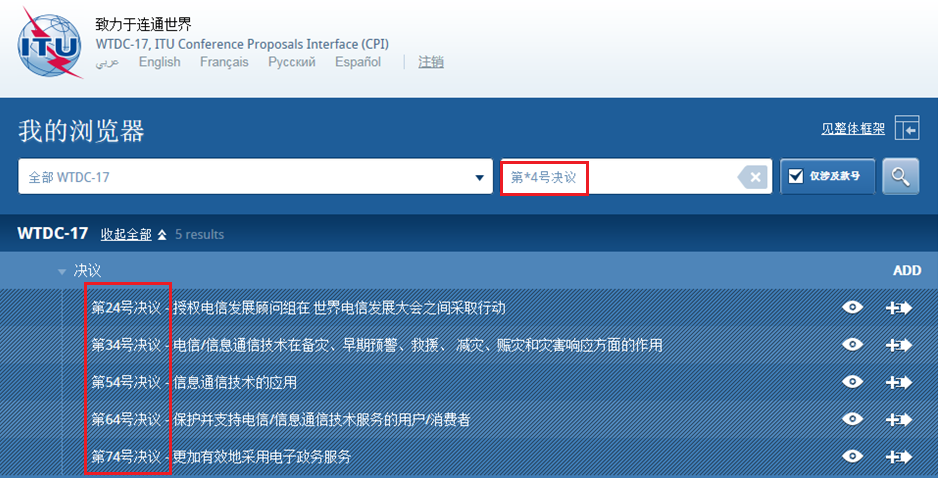 ITU
致力于连通世界
WTDC-17, ITU Conference Proposals Interface (CPI)
عربي English Français Русский Español 注销
我的浏览器
见整体框架
全部 WTDC-17 第*4号决议 仅涉及款号
WTDC-17 收起全部 5 results
决议 ADD
第24号决议 - 授权电信发展顾问组在 世界电信发展大会之间采取行动
第34号决议 - 电信/信息通信技术在备灾、早期预警、救援、 减灾、赈灾和灾害响应方面的作用
第54号决议 - 信息通信技术的应用
第64号决议 - 保护并支持电信/信息通信技术服务的用户/消费者
第74号决议 - 更加有效地采用电子政务服务